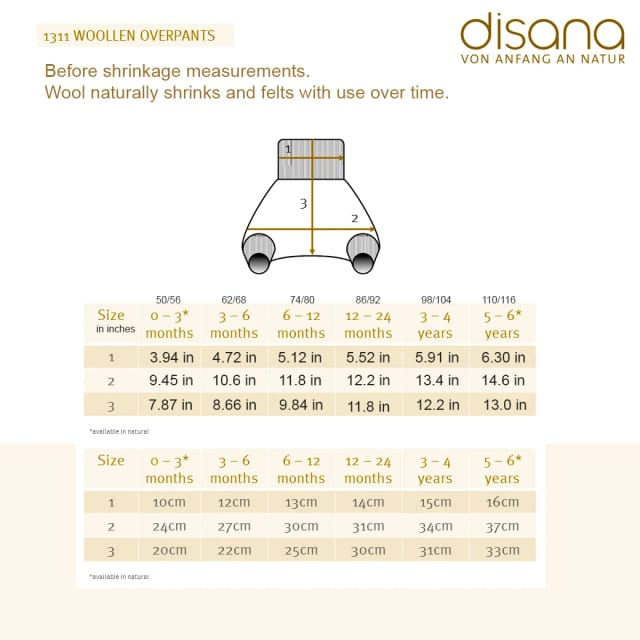 1311 WOOLLEN OVERPANTS
disana
VON ANFANG AN NATUR
Before shrinkage measurements.
Wool naturally shrinks and felts with use over time.
1
3
2
50/56 62/68 74/80 86/92 98/104 110/116
Size 0 – 3* 3 – 6 6 – 12 12 – 24 3 – 4 5 – 6*
in inches months months months months years years
1 3.94 in 4.72 in 5.12 in 5.52 in 5.91 in 6.30 in
2 9.45 in 10.6 in 11.8 in 12.2 in 13.4 in 14.6 in
3 7.87 in 8.66 in 9.84 in 11.8 in 12.2 in 13.0 in
*available in natural
Size 0 – 3* 3 – 6 6 – 12 12 – 24 3 – 4 5 – 6*
months months months months years years
1 10cm 12cm 13cm 14cm 15cm 16cm
2 24cm 27cm 30cm 31cm 34cm 37cm
3 20cm 22cm 25cm 30cm 31cm 33cm
*available in natural